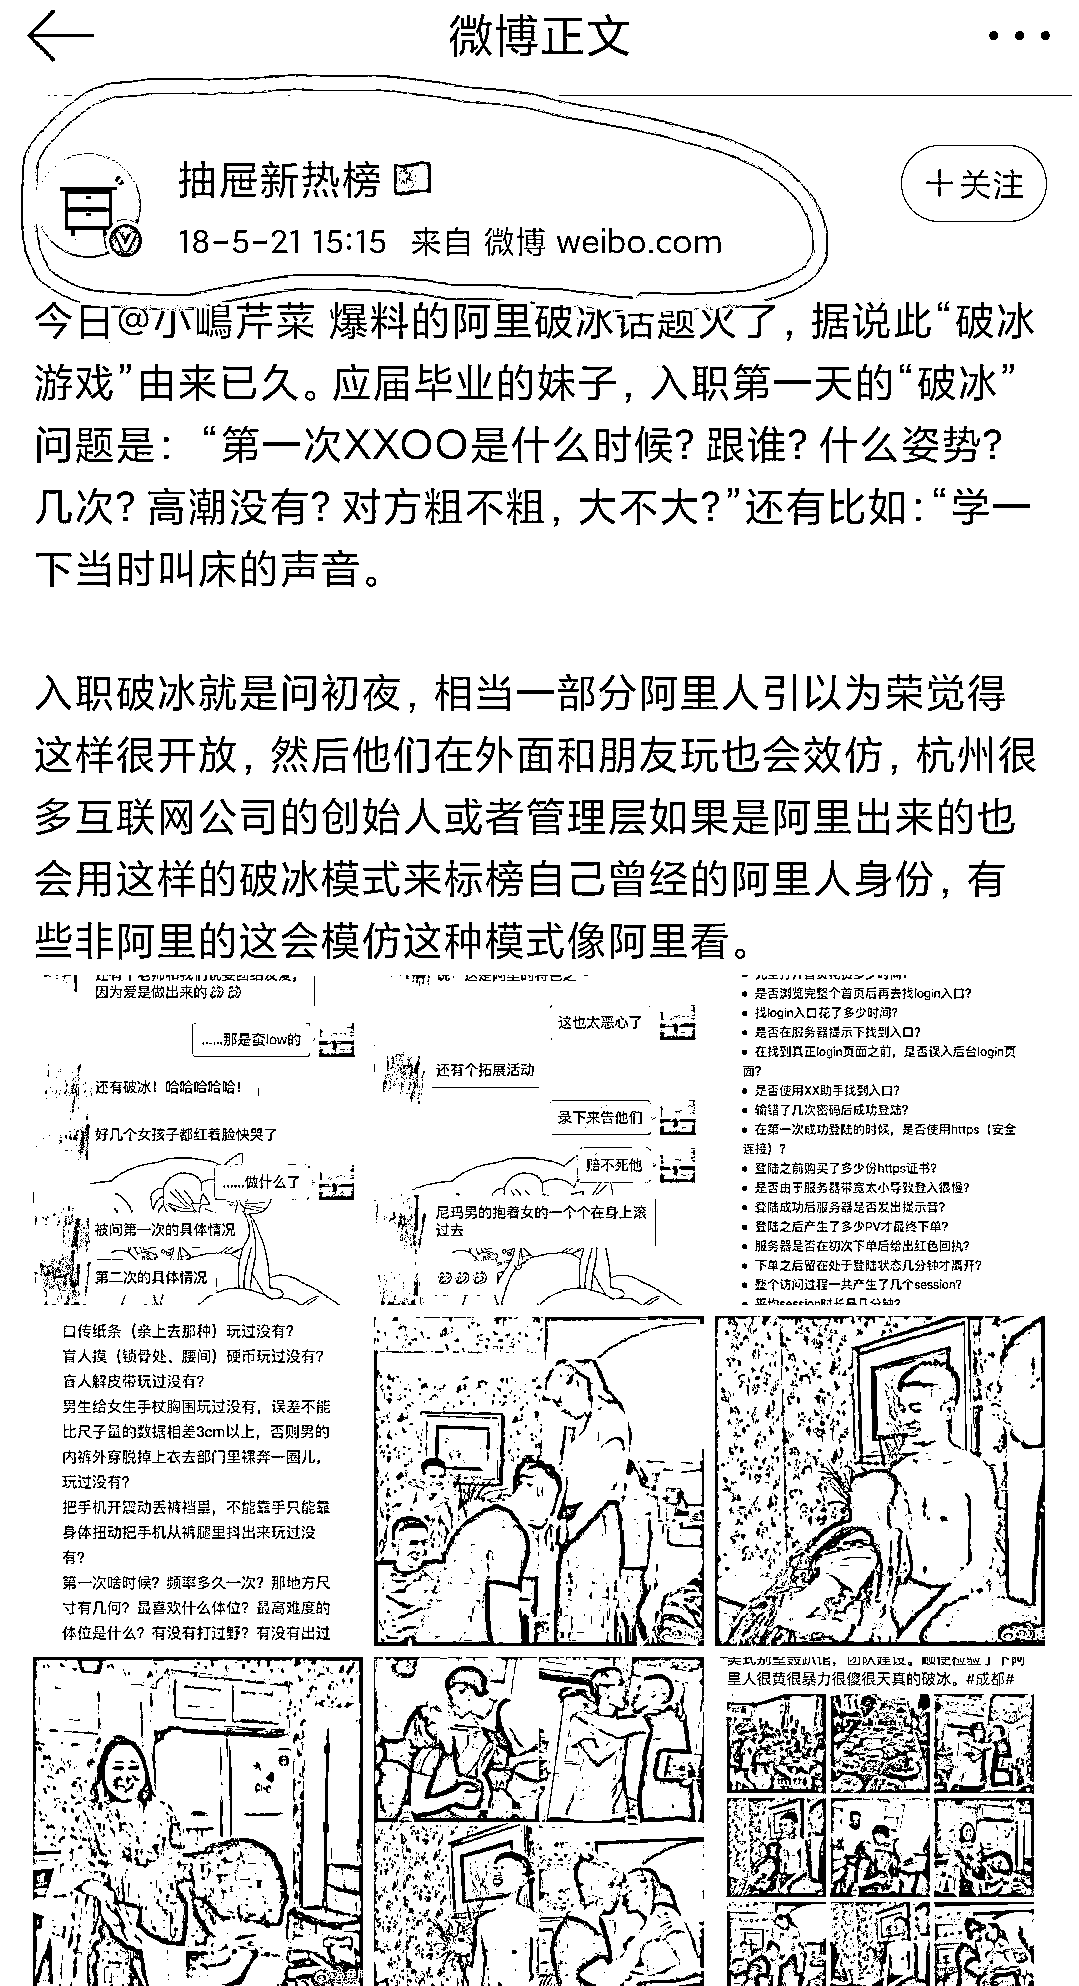 微博正文
抽屉新热榜
18-5-21 15:15 来自 微博 weibo.com
+关注
今日@小嶋芹菜 爆料的阿里破冰话题火了，据说此“破冰
游戏”由来已久。应届毕业的妹子，入职第一天的“破冰”
问题是：“第一次XXOO是什么时候？跟谁？什么姿势？
几次？高潮没有？对方粗不粗，大不大？”还有比如：“学一
下当时叫床的声音。
入职破冰就是问初夜，相当一部分阿里人引以为荣觉得
这样很开放，然后他们在外面和朋友玩也会效仿，杭州很
多互联网公司的创始人或者管理层如果是阿里出来的也
会用这样的破冰模式来标榜自己曾经的阿里人身份，有
些非阿里的这会模仿这种模式像阿里看。
还有个老师和我们说要团结友爱，
因为爱是做出来的
……那是蛮low的
还有破冰！哈哈哈哈哈！
好几个女孩子都红着脸快哭了
……做什么了
被问第一次的具体情况
第二次的具体情况
说：这是阿里的特色之
这也太恶心了
还有个拓展活动
录下来告他们
赔不死他
尼玛男的抱着女的一个个在身上滚
过去
是否浏览完整个首页后再去找login入口？
找login入口花了多少时间？
是否在服务器提示下找到入口？
在找到真正login页面之前，是否误入后台login页
面？
是否使用XX助手找到入口？
输错了几次密码后成功登陆？
在第一次成功登陆的时候，是否使用https（安全
连接）？
登陆之前购买了多少份https证书？
是否由于服务器带宽太小导致登入很慢？
登陆成功后服务器是否发出提示音？
登陆之后产生了多少PV才最终下单？
服务器是否在初次下单后给出红色回执？
下单之后留在处于登陆状态几分钟才离开？
整个访问过程一共产生了几个session？
平均session时长是几分钟？
口传纸条（亲上去那种）玩过没有？
盲人摸（锁骨处、腰间）硬币玩过没有？
盲人解皮带玩过没有？
男生给女生手杖胸围玩过没有，误差不能
比尺子量的数据相差3cm以上，否则男的
内裤外穿脱掉上衣去部门里裸奔一圈儿，
玩过没有？
把手机开震动丢裤裆里，不能靠手只能靠
身体扭动把手机从裤腿里抖出来玩过没
有？
第一次啥时候？频率多久一次？那地方尺
寸有几何？最喜欢什么体位？最高难度的
体位是什么？有没有打过野？有没有出过
里人很黄很暴力很傻很天真的破冰。#成都#